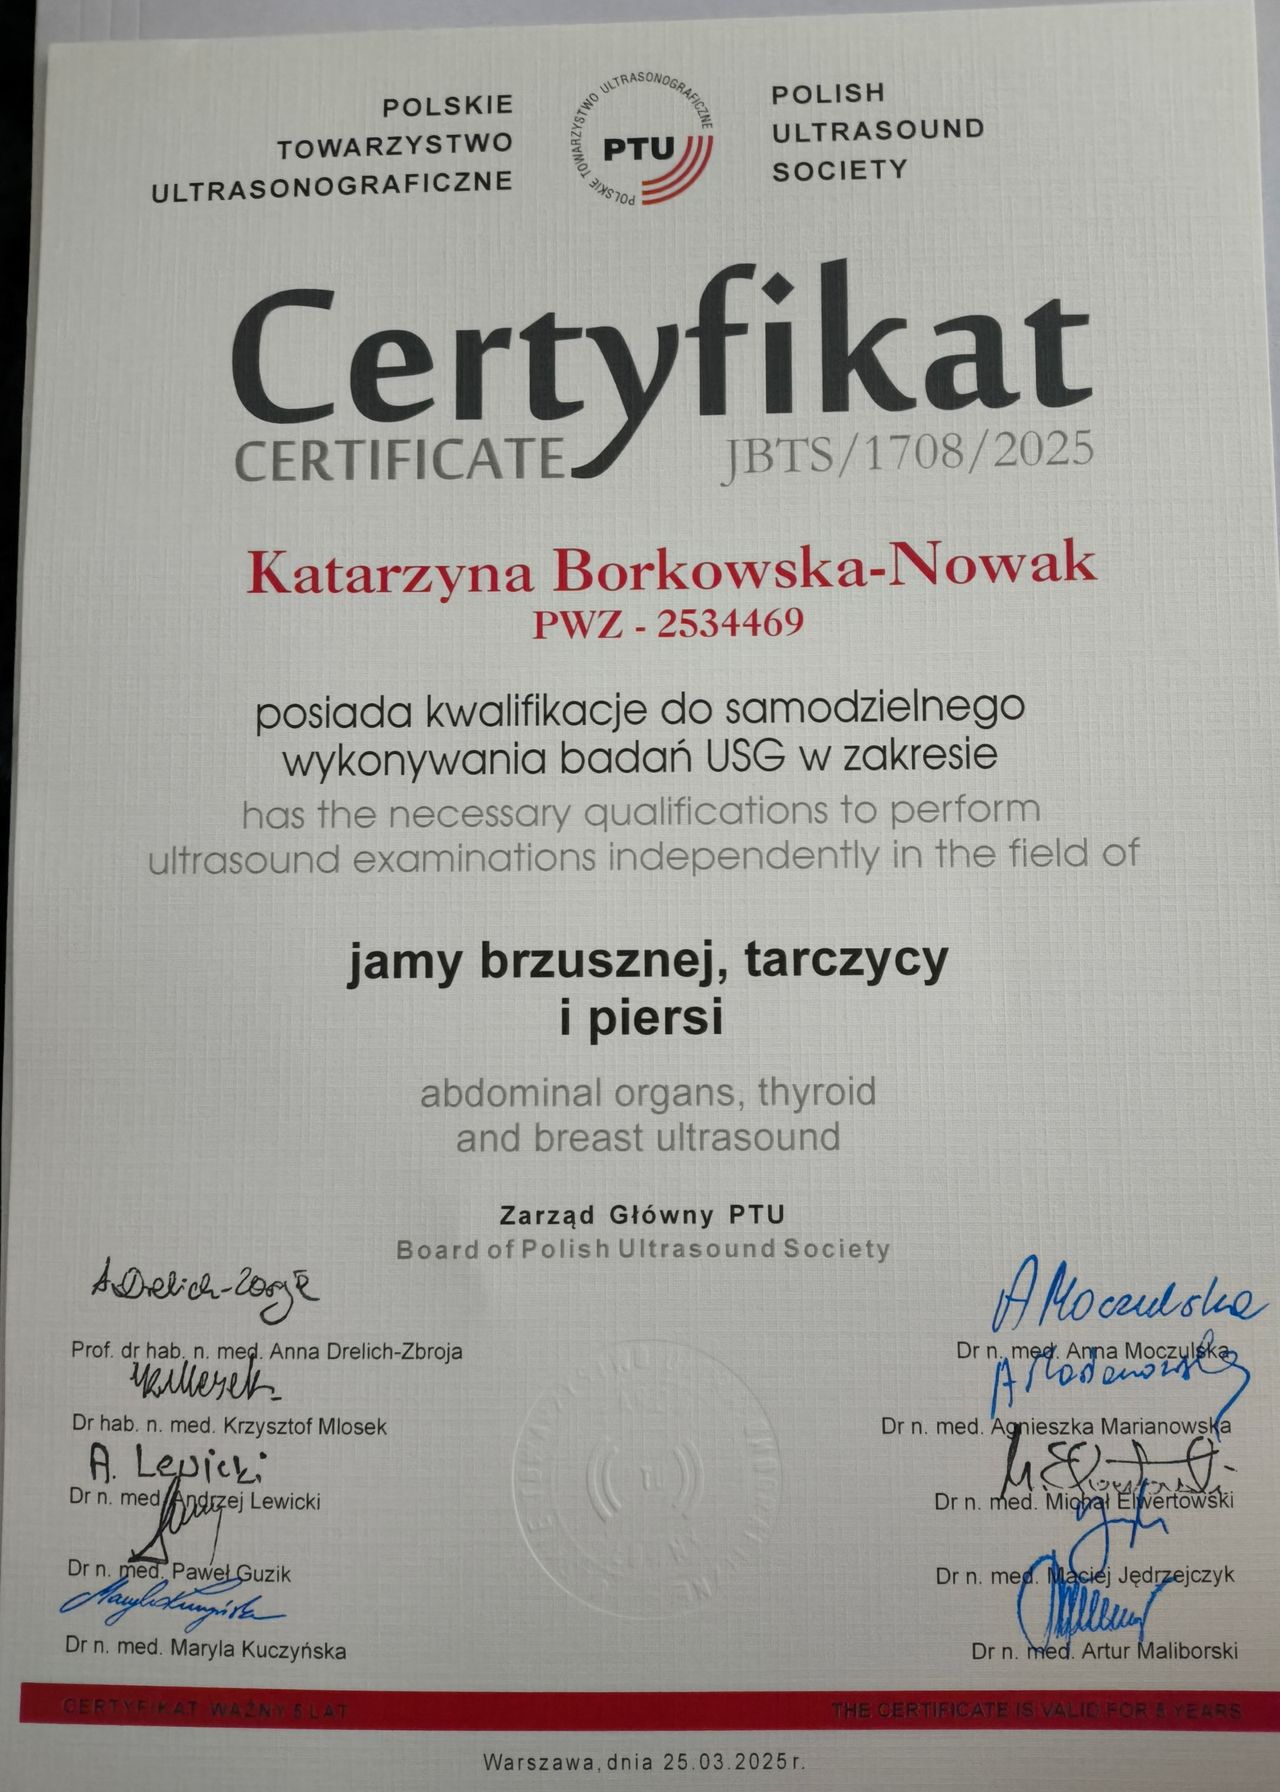 POLSKIE
TOWARZYSTWO
ULTRASONOGRAFICZNE
POLSKIE TOWARZYSTWO ULTRASONOGRAFICZNE
PTU
POLISH
ULTRASOUND
SOCIETY
Certyfikat
CERTIFICATE
JBTS/1708/2025
Katarzyna Borkowska-Nowak
PWZ - 2534469
posiada kwalifikacje do samodzielnego
wykonywania badań USG w zakresie
has the necessary qualifications to perform
ultrasound examinations independently in the field of
jamy brzusznej, tarczycy
i piersi
abdominal organs, thyroid
and breast ultrasound
Zarząd Główny PTU
Board of Polish Ultrasound Society
A. Drelich-Zbroja
Prof. dr hab. n. med. Anna Drelich-Zbroja
Dr hab. n. med. Krzysztof Mlosek
A. Lewicki
Dr n. med. Andrzej Lewicki
Dr n. med. Paweł Guzik
Dr n. med. Maryla Kuczyńska
A Moczulska
Dr n. med. Anna Moczulska
Dr n. med. Agnieszka Marianowska
Dr n. med. Michał Elwertowski
Dr n. med. Maciej Jędrzejczyk
Dr n. med. Artur Maliborski
CERTYFIKAT WAŻNY 5 LAT
THE CERTIFICATE IS VALID FOR 5 YEARS
Warszawa, dnia 25.03.2025 r.